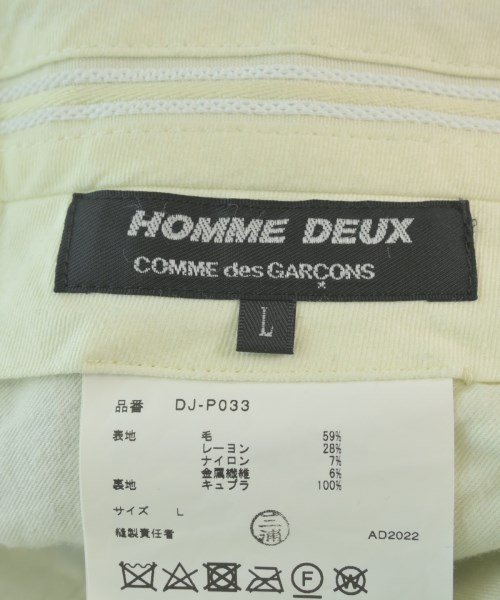 HOMME DEUX
COMME des GARÇONS
L
品番 DJ-P033
表地 毛 59%
レーヨン 28%
ナイロン 7%
金属繊維 6%
裏地 キュプラ 100%
サイズ L
縫製責任者 三浦 AD2022
F W